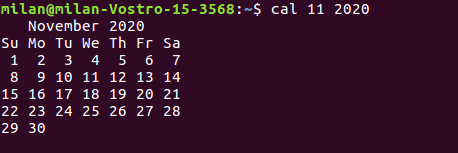 milan@milan-Vostro-15-3568:~$ cal 11 2020
   November 2020
Su Mo Tu We Th Fr Sa
 1  2  3  4  5  6  7
 8  9 10 11 12 13 14
15 16 17 18 19 20 21
22 23 24 25 26 27 28
29 30